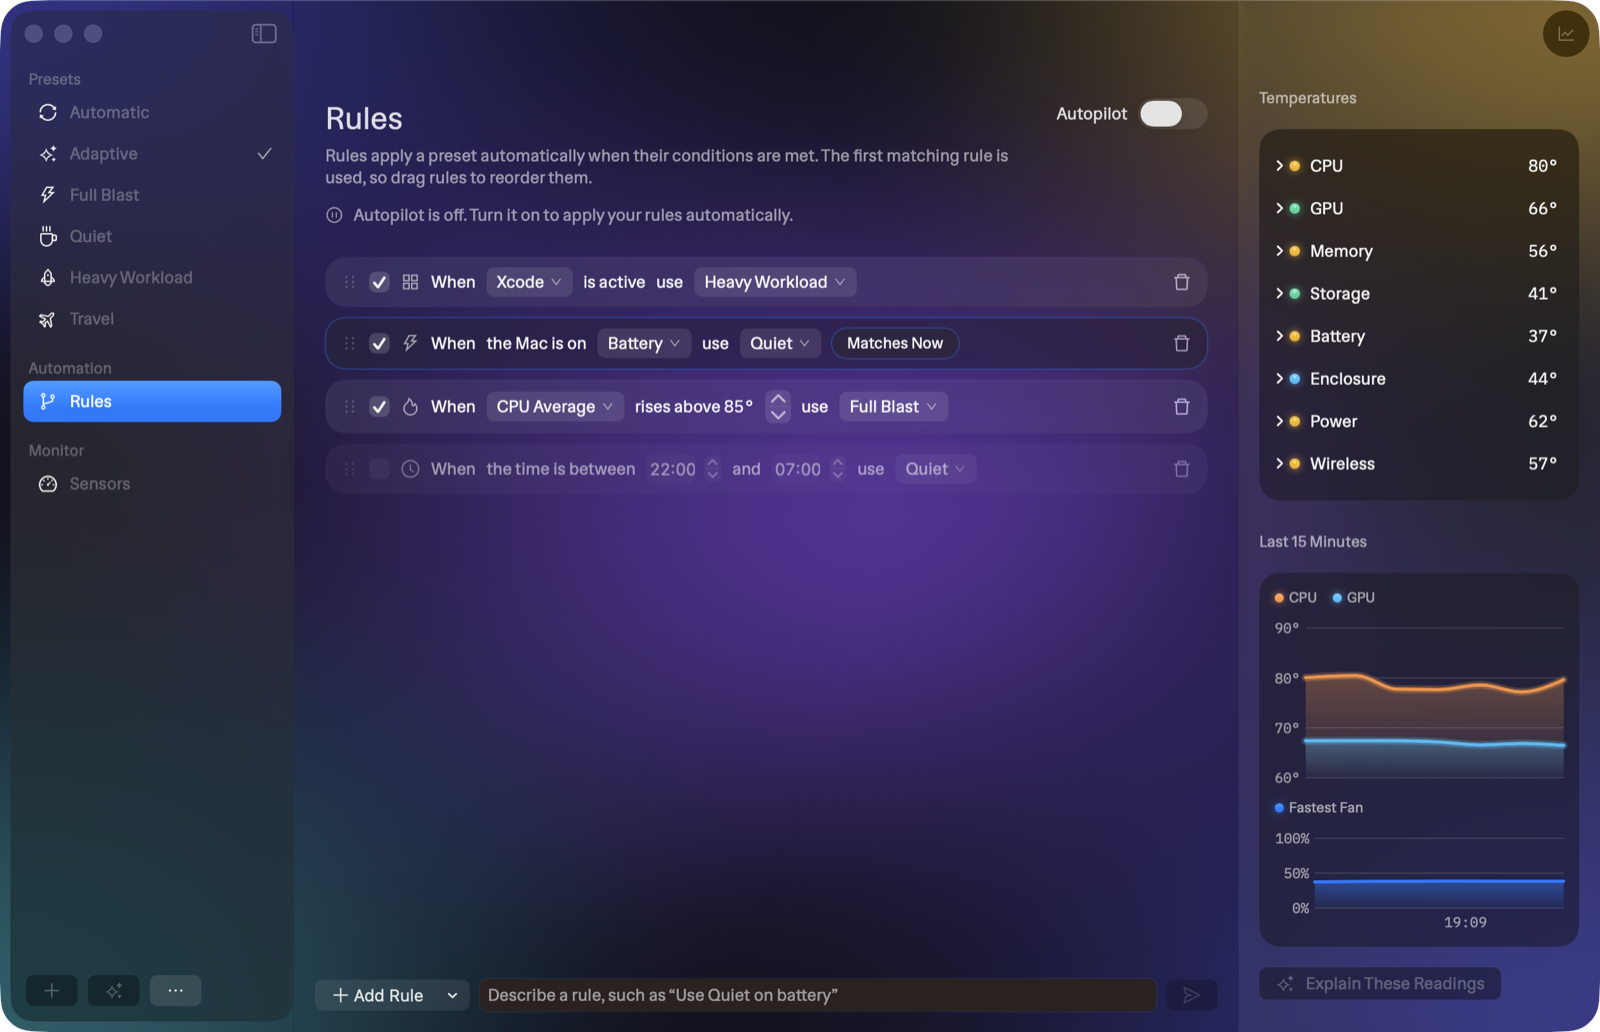 Presets
Automatic
Adaptive
Full Blast
Quiet
Heavy Workload
Travel
Automation
Rules
Monitor
Sensors
Rules
Autopilot
Rules apply a preset automatically when their conditions are met. The first matching rule is
used, so drag rules to reorder them.
Autopilot is off. Turn it on to apply your rules automatically.
When Xcode is active use Heavy Workload
When the Mac is on Battery use Quiet Matches Now
When CPU Average rises above 85° use Full Blast
When the time is between 22:00 and 07:00 use Quiet
Add Rule
Describe a rule, such as “Use Quiet on battery”
Temperatures
CPU 80°
GPU 66°
Memory 56°
Storage 41°
Battery 37°
Enclosure 44°
Power 62°
Wireless 57°
Last 15 Minutes
CPU GPU
90°
80°
70°
60°
Fastest Fan
100%
50%
0%
19:09
Explain These Readings